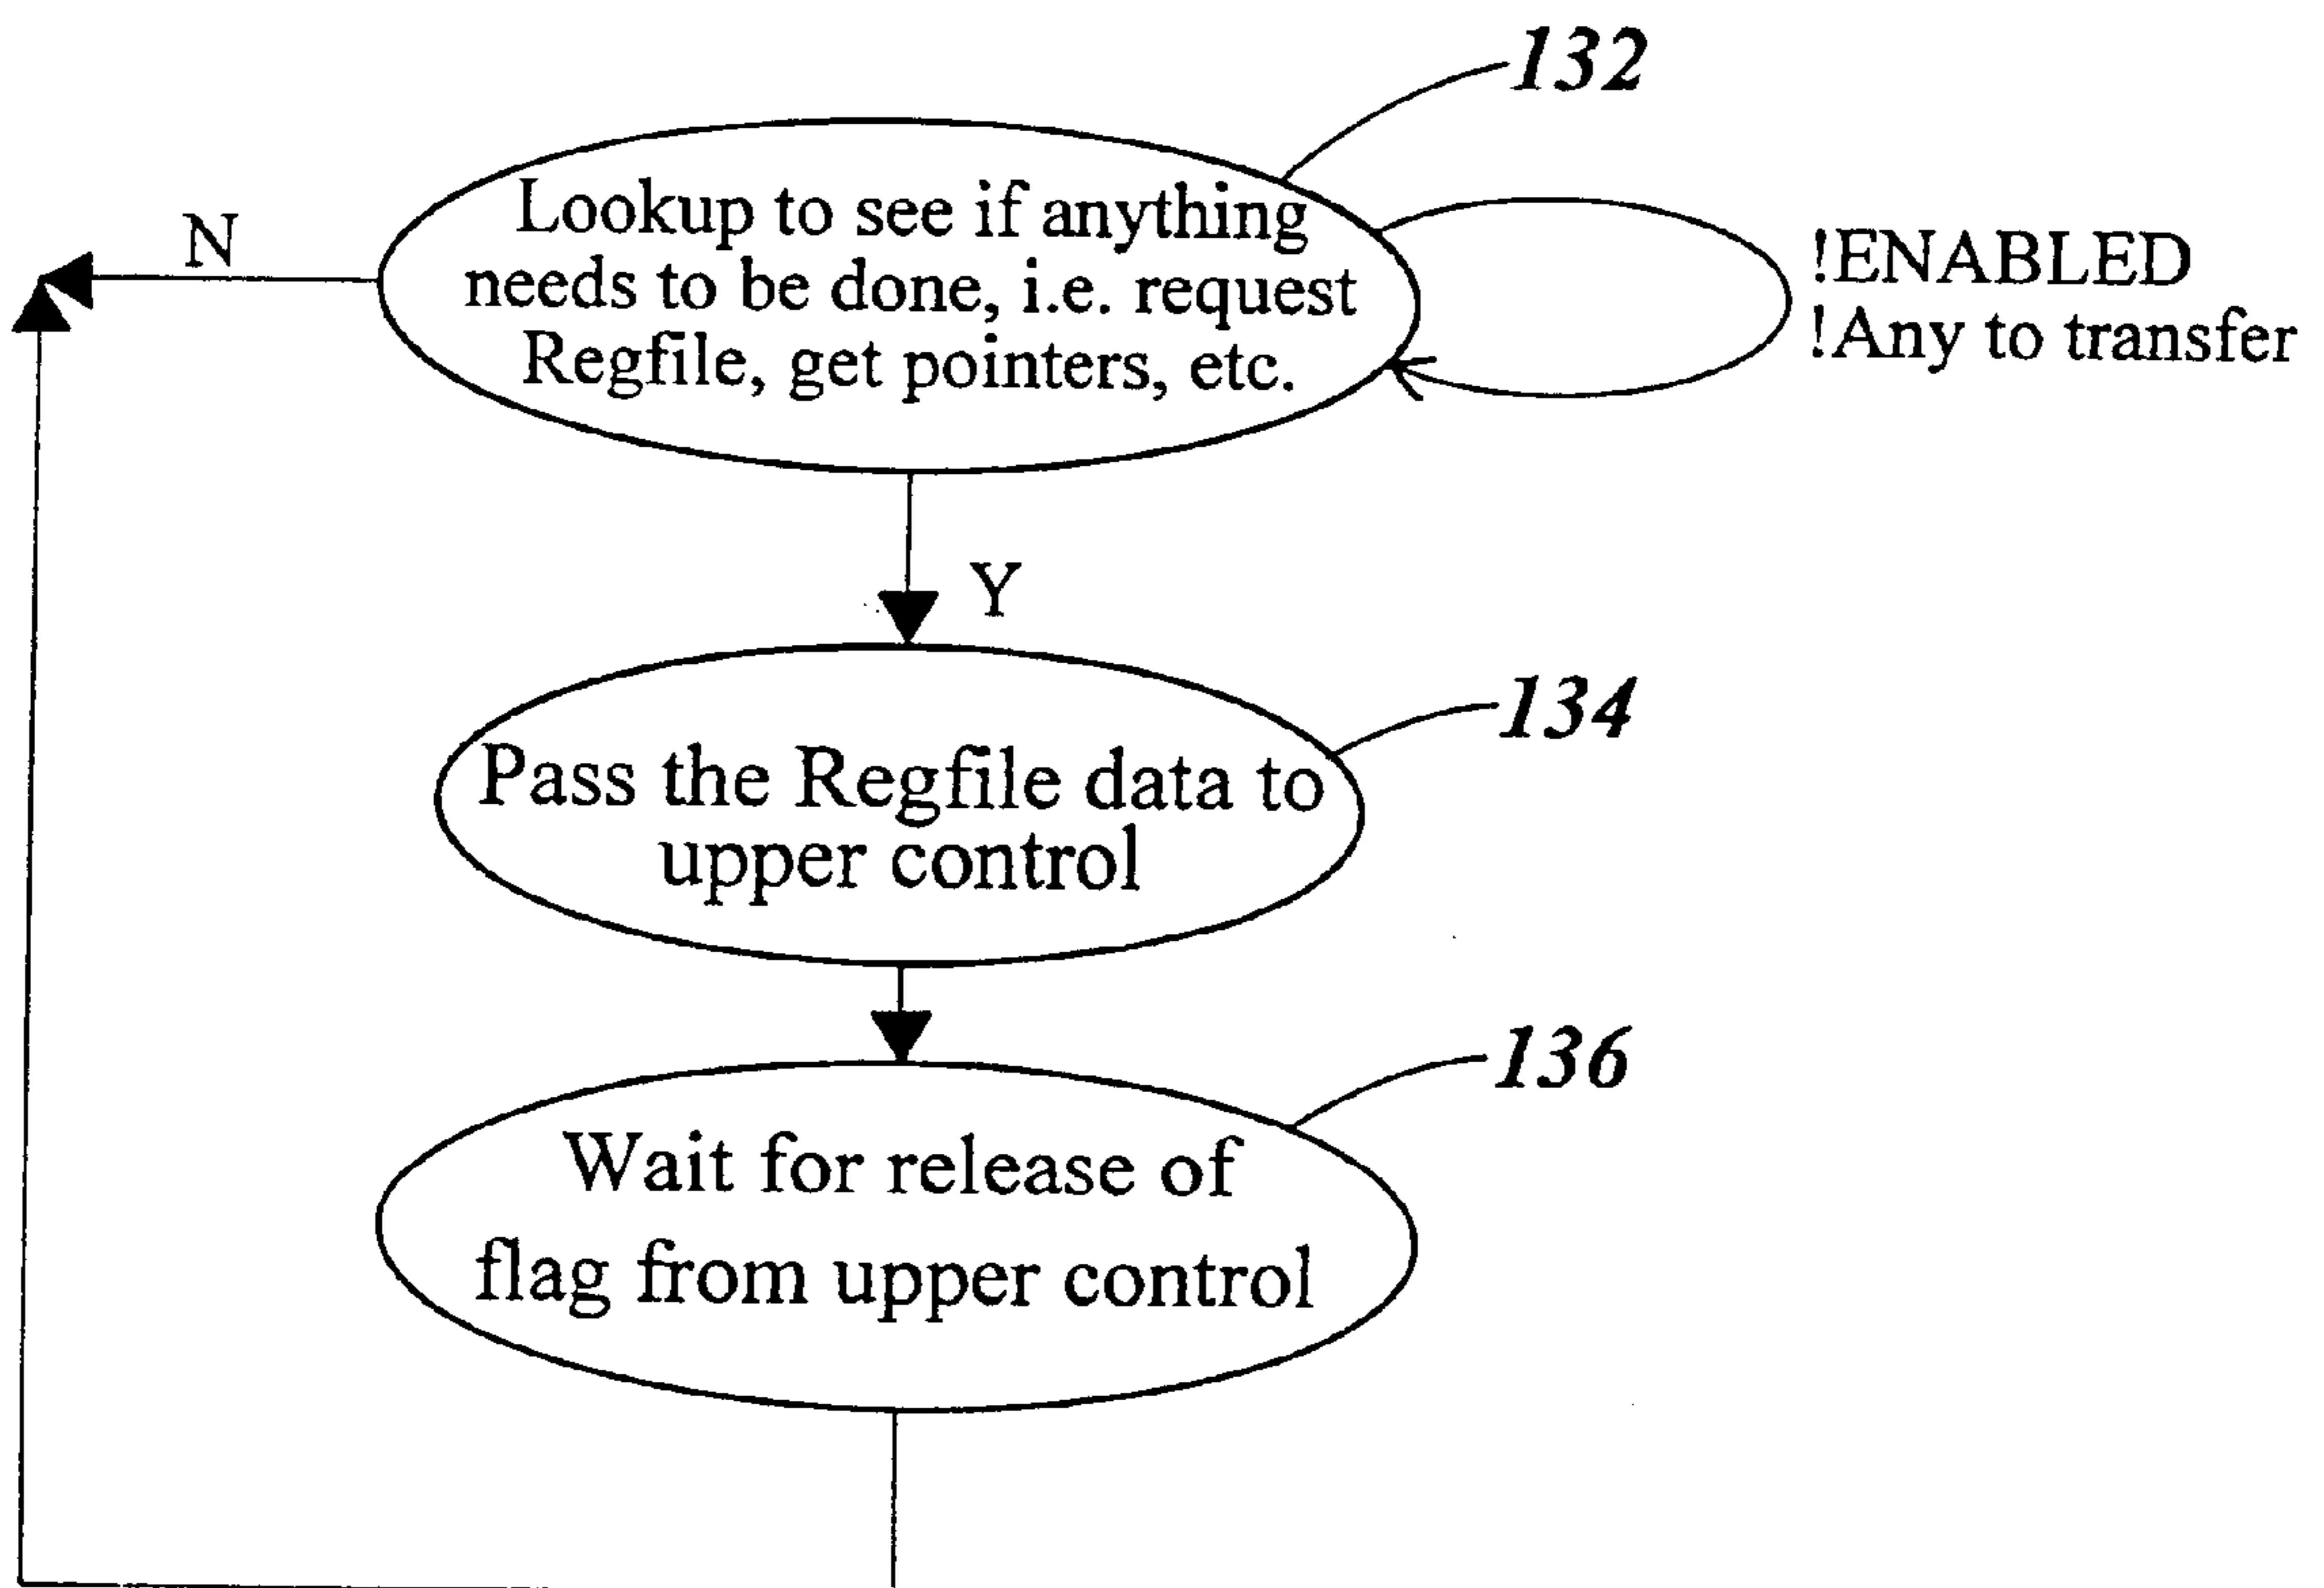 132
Lookup to see if anything
needs to be done, i.e. request
Regfile, get pointers, etc.
N
!ENABLED
!Any to transfer
Y
134
Pass the Regfile data to
upper control
136
Wait for release of
flag from upper control